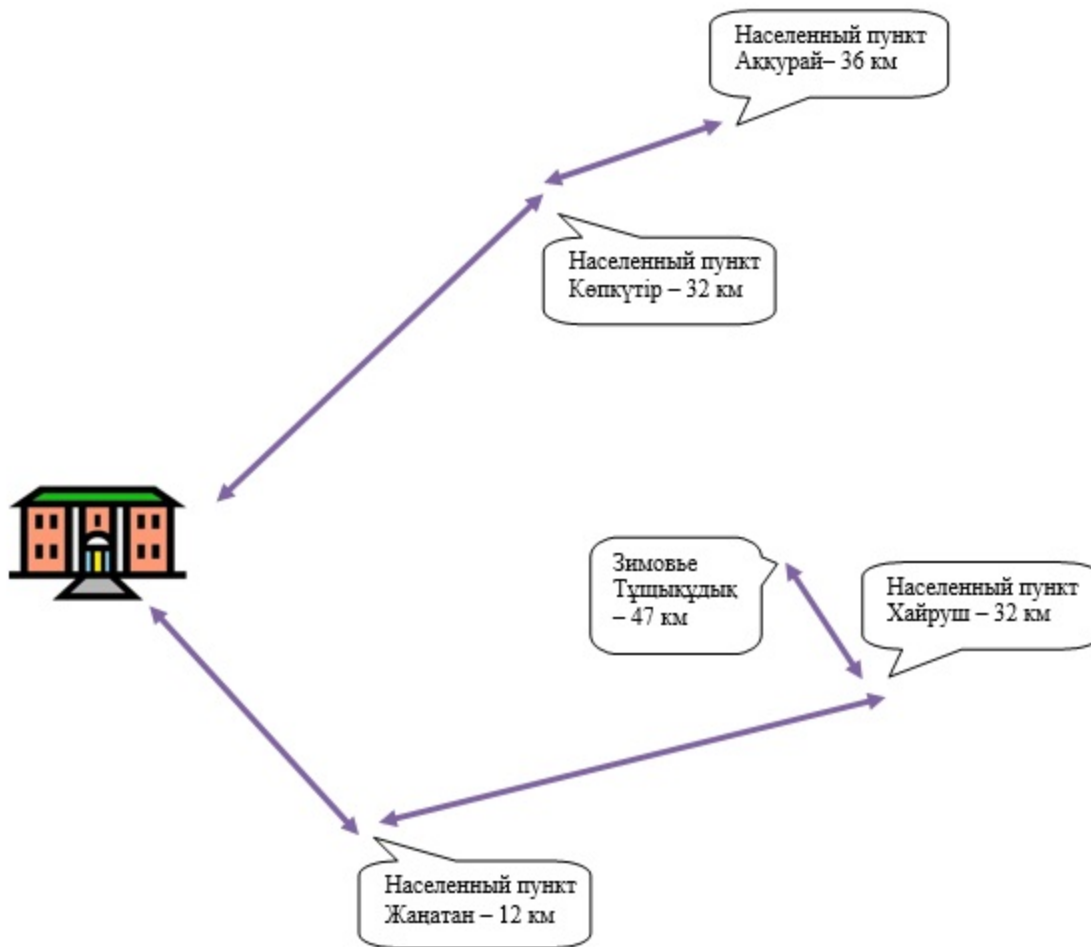 Населенный пункт
Аққурай– 36 км
Населенный пункт
Көпкүтір – 32 км
Зимовье
Тұщықұдық
– 47 км
Населенный пункт
Хайруш – 32 км
Населенный пункт
Жаңатан – 12 км